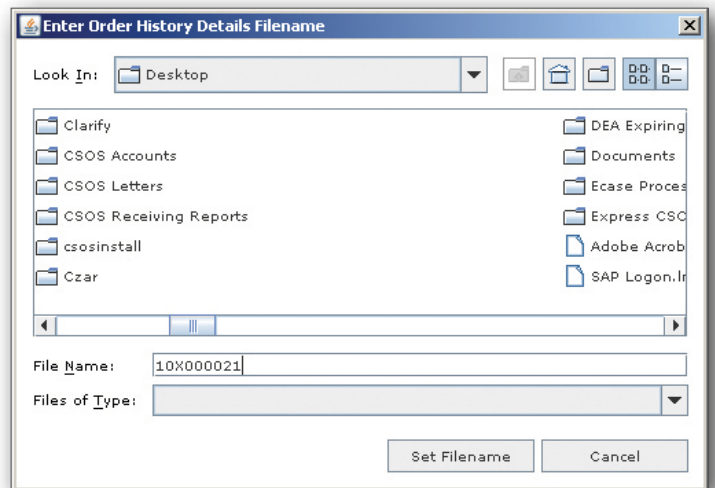 Enter Order History Details Filename
Look In: Desktop
Clarify
CSOS Accounts
CSOS Letters
CSOS Receiving Reports
csosinstall
Czar
DEA Expiring
Documents
Ecase Proces
Express CSO
Adobe Acrob
SAP Logon.ln
File Name: 10X000021
Files of Type:
Set Filename Cancel